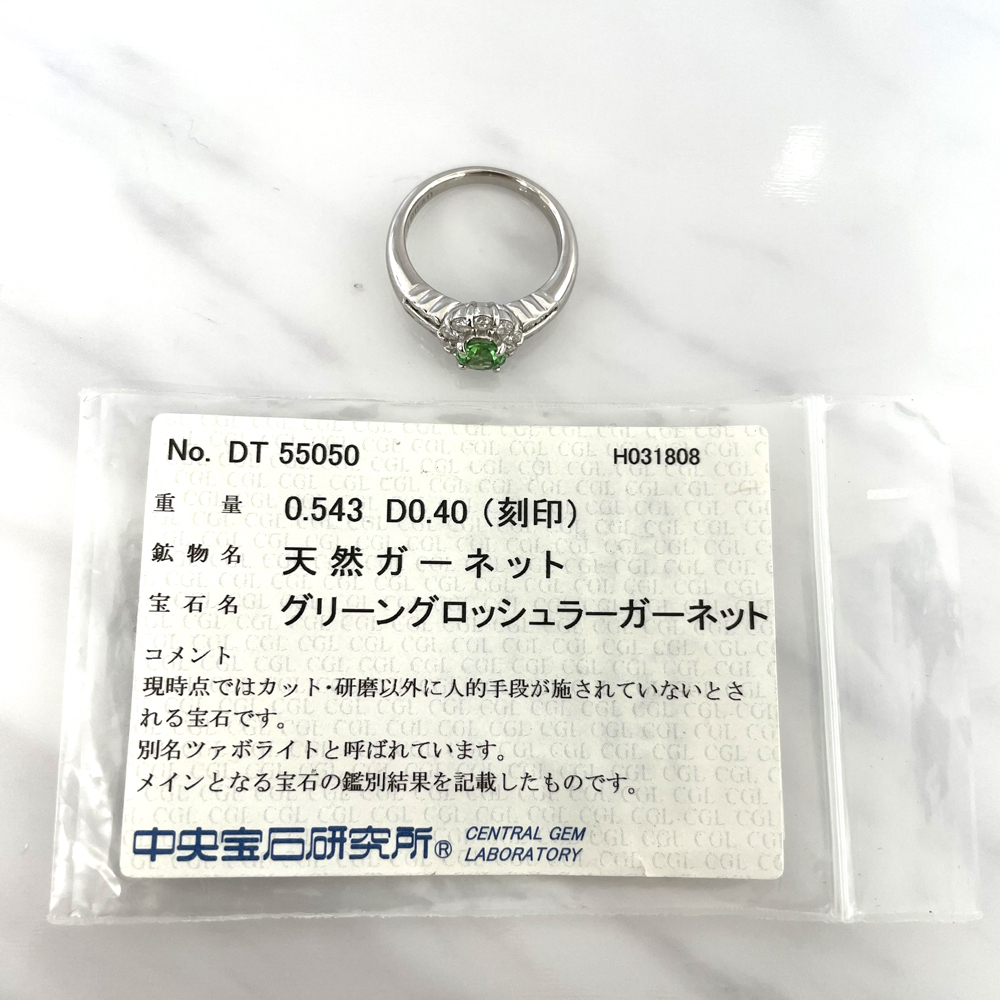 No. DT 55050 H031808
重量 0.543 D0.40（刻印）
鉱物名 天然ガーネット
宝石名 グリーングロッシュラーガーネット
コメント
現時点ではカット・研磨以外に人的手段が施されていないとさ
れる宝石です。
別名ツァボライトと呼ばれています。
メインとなる宝石の鑑別結果を記載したものです。
中央宝石研究所® CENTRAL GEM
LABORATORY